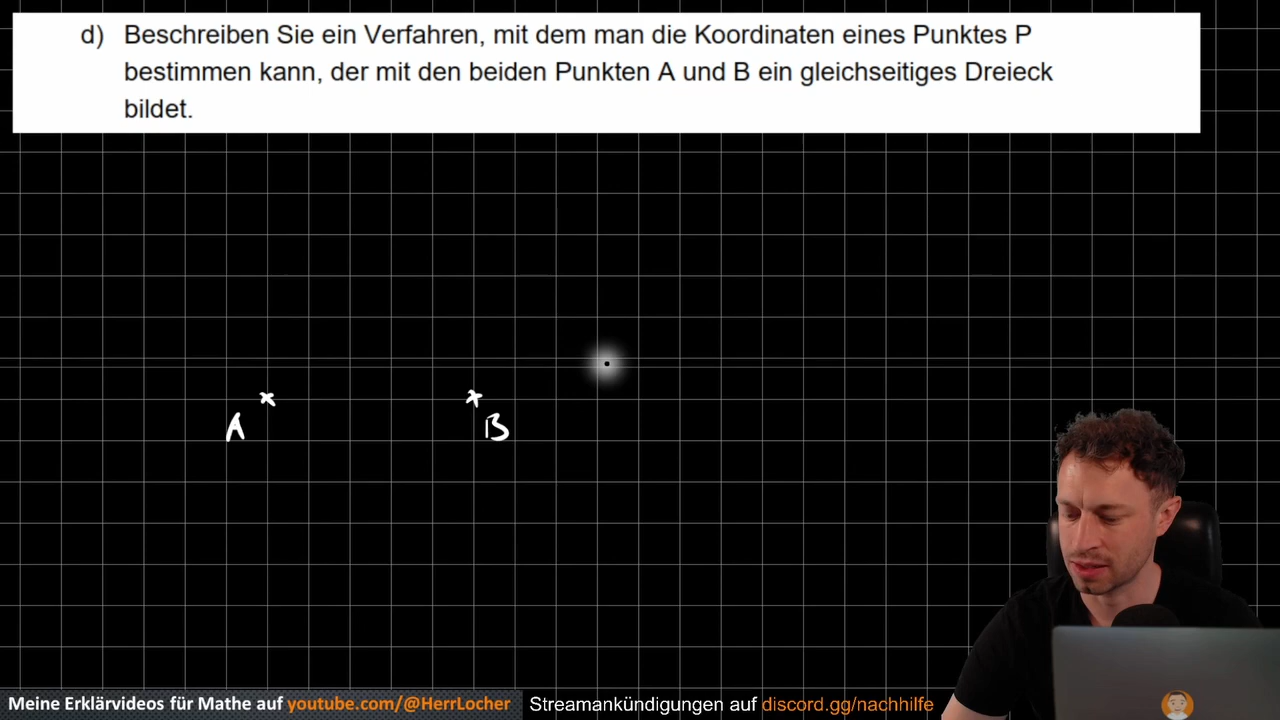 d) Beschreiben Sie ein Verfahren, mit dem man die Koordinaten eines Punktes P
bestimmen kann, der mit den beiden Punkten A und B ein gleichseitiges Dreieck
bildet.
A
B
Meine Erklärvideos für Mathe auf youtube.com/@HerrLocher
Streamankündigungen auf discord.gg/nachhilfe